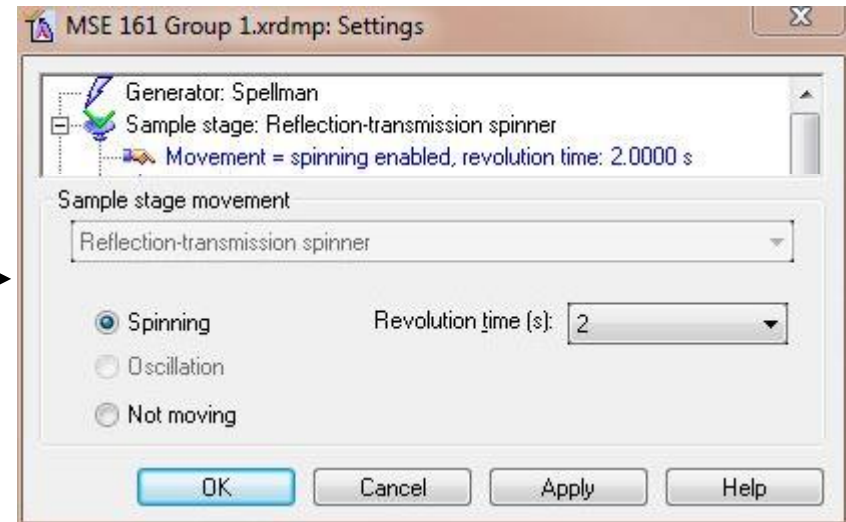 MSE 161 Group 1.xrdmp: Settings
Generator: Spellman
Sample stage: Reflection-transmission spinner
Movement = spinning enabled, revolution time: 2.0000 s
Sample stage movement
Reflection-transmission spinner
Spinning Revolution time (s): 2
Oscillation
Not moving
OK Cancel Apply Help